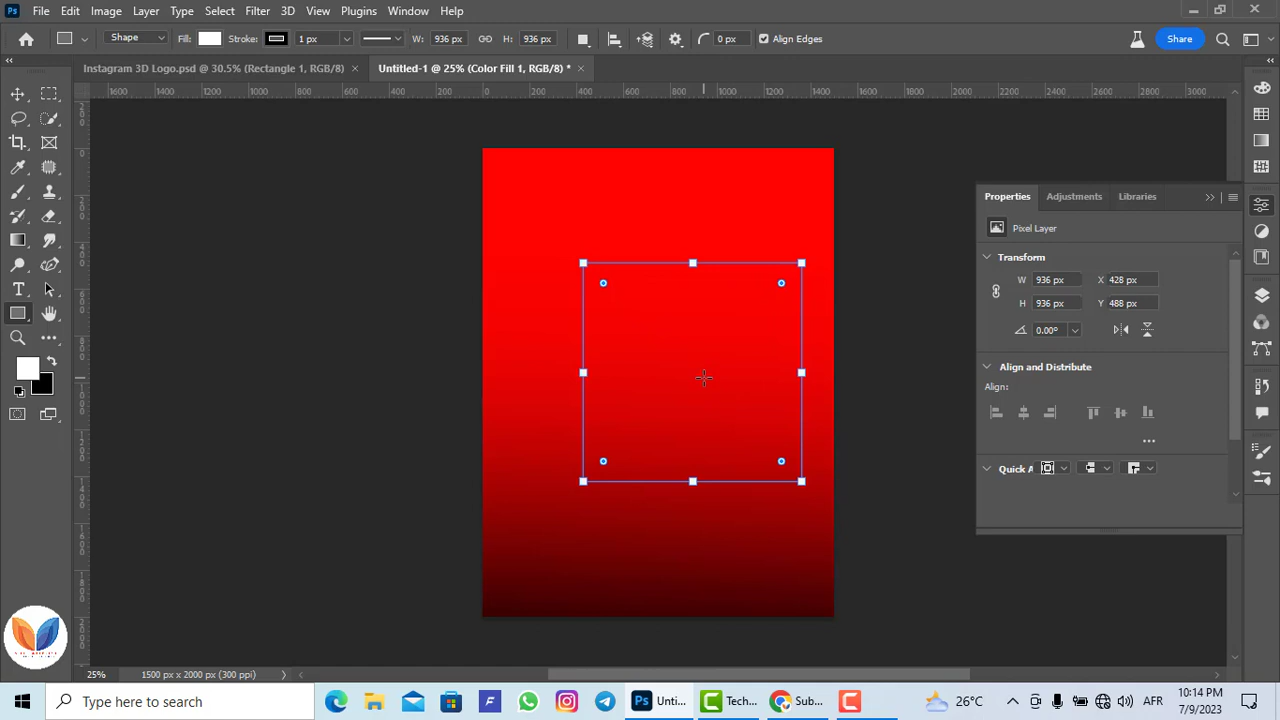 Ps File Edit Image Layer Type Select Filter 3D View Plugins Window Help
Shape Fill: Stroke: 1 px W: 936 px H: 936 px 0 px Align Edges Share
Instagram 3D Logo.psd @ 30.5% (Rectangle 1, RGB/8) × Untitled-1 @ 25% (Color Fill 1, RGB/8) * ×
1600 1400 1200 1000 800 600 400 200 0 200 400 600 800 1000 1200 1400 1600 1800 2000 2200 2400 2600 2800 3000
Properties Adjustments Libraries
Pixel Layer
Transform
W 936 px X 428 px
H 936 px Y 488 px
0.00°
Align and Distribute
Align:
Quick A
25% 1500 px x 2000 px (300 ppi)
Type here to search
F
Ps Unti...
Tech...
Sub...
26°C
AFR
10:14 PM
7/9/2023